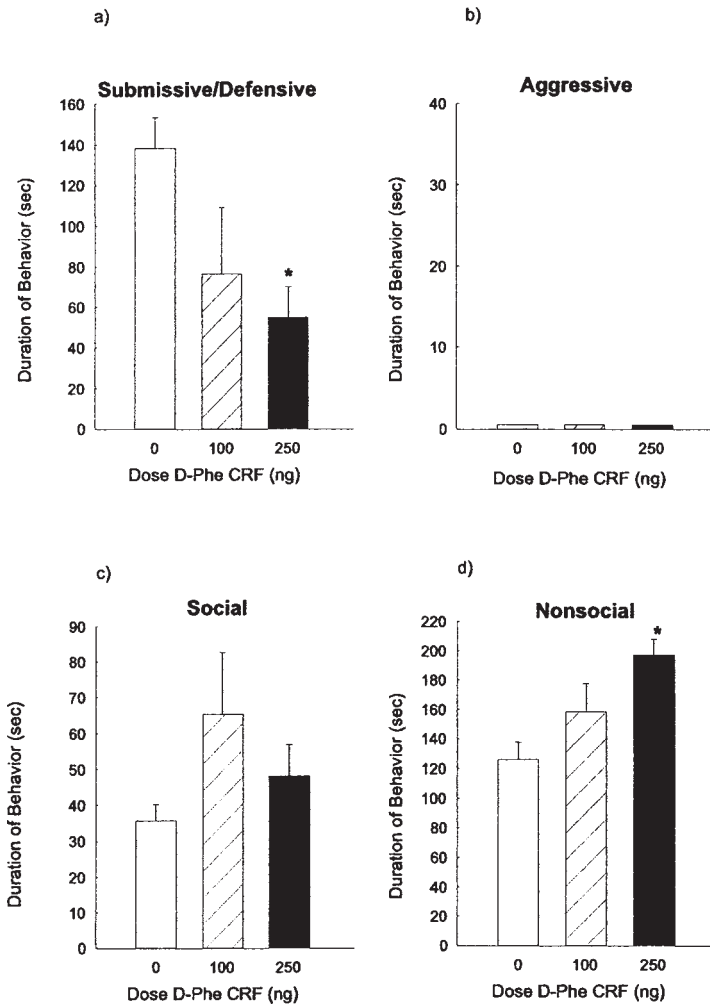 a)
Submissive/Defensive
160
140
120
100
80
60
40
20
0
Duration of Behavior (sec)
*
0 100 250
Dose D-Phe CRF (ng)
b)
Aggressive
40
30
20
10
0
Duration of Behavior (sec)
0 100 250
Dose D-Phe CRF (ng)
c)
Social
90
80
70
60
50
40
30
20
10
0
Duration of Behavior (sec)
0 100 250
Dose D-Phe CRF (ng)
d)
Nonsocial
220
200
180
160
140
120
100
80
60
40
20
0
Duration of Behavior (sec)
*
0 100 250
Dose D-Phe CRF (ng)